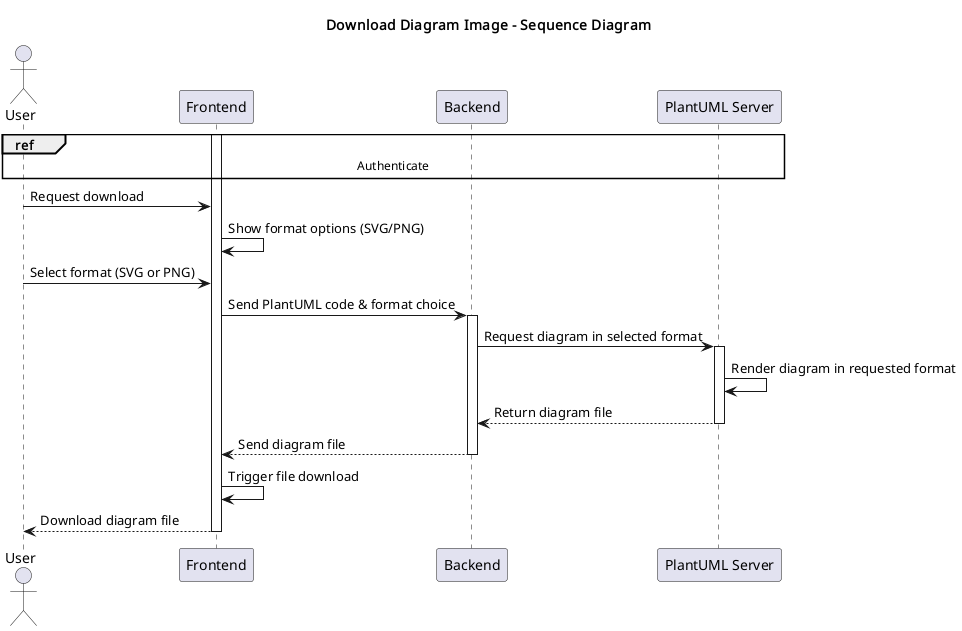 Download Diagram Image - Sequence Diagram
User
Frontend
Backend
PlantUML Server
ref
Authenticate
Request download
Show format options (SVG/PNG)
Select format (SVG or PNG)
Send PlantUML code & format choice
Request diagram in selected format
Render diagram in requested format
Return diagram file
Send diagram file
Trigger file download
Download diagram file
User
Frontend
Backend
PlantUML Server